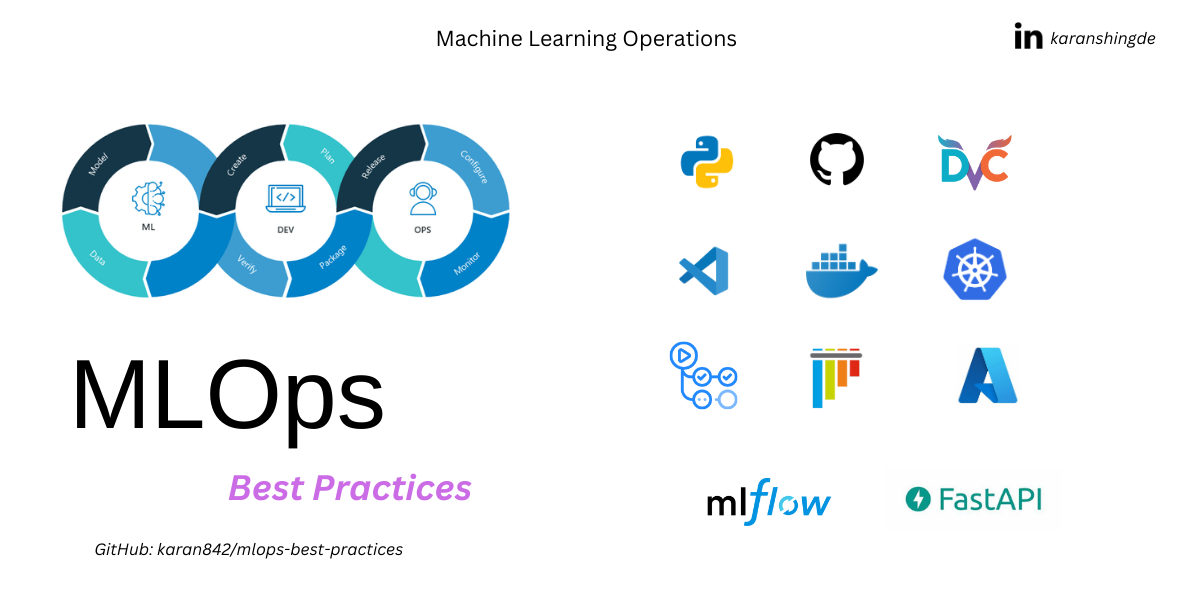 Machine Learning Operations
in karanshingde
Model
Create
Plan
Release
Configure
ML
DEV
OPS
Data
Verify
Package
Monitor
DVC
MLOps
Best Practices
mlflow
FastAPI
GitHub: karan842/mlops-best-practices